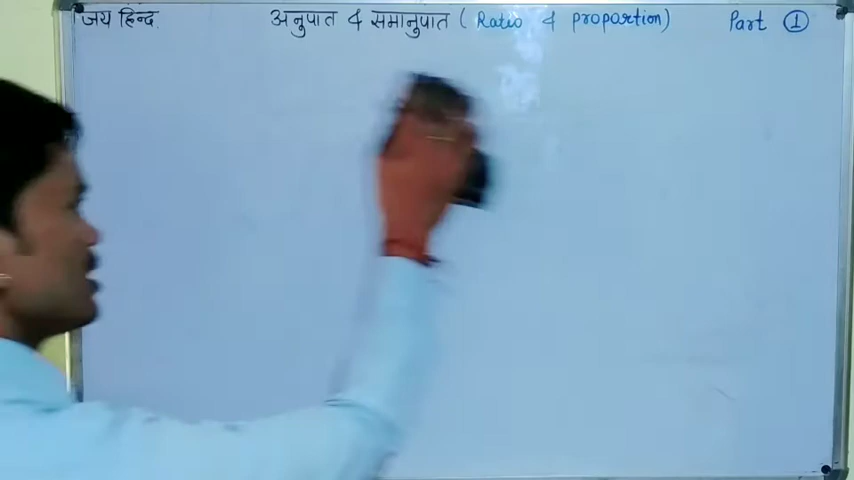 जय हिन्द. अनुपात & समानुपात ( Ratio & proportion) Part ①